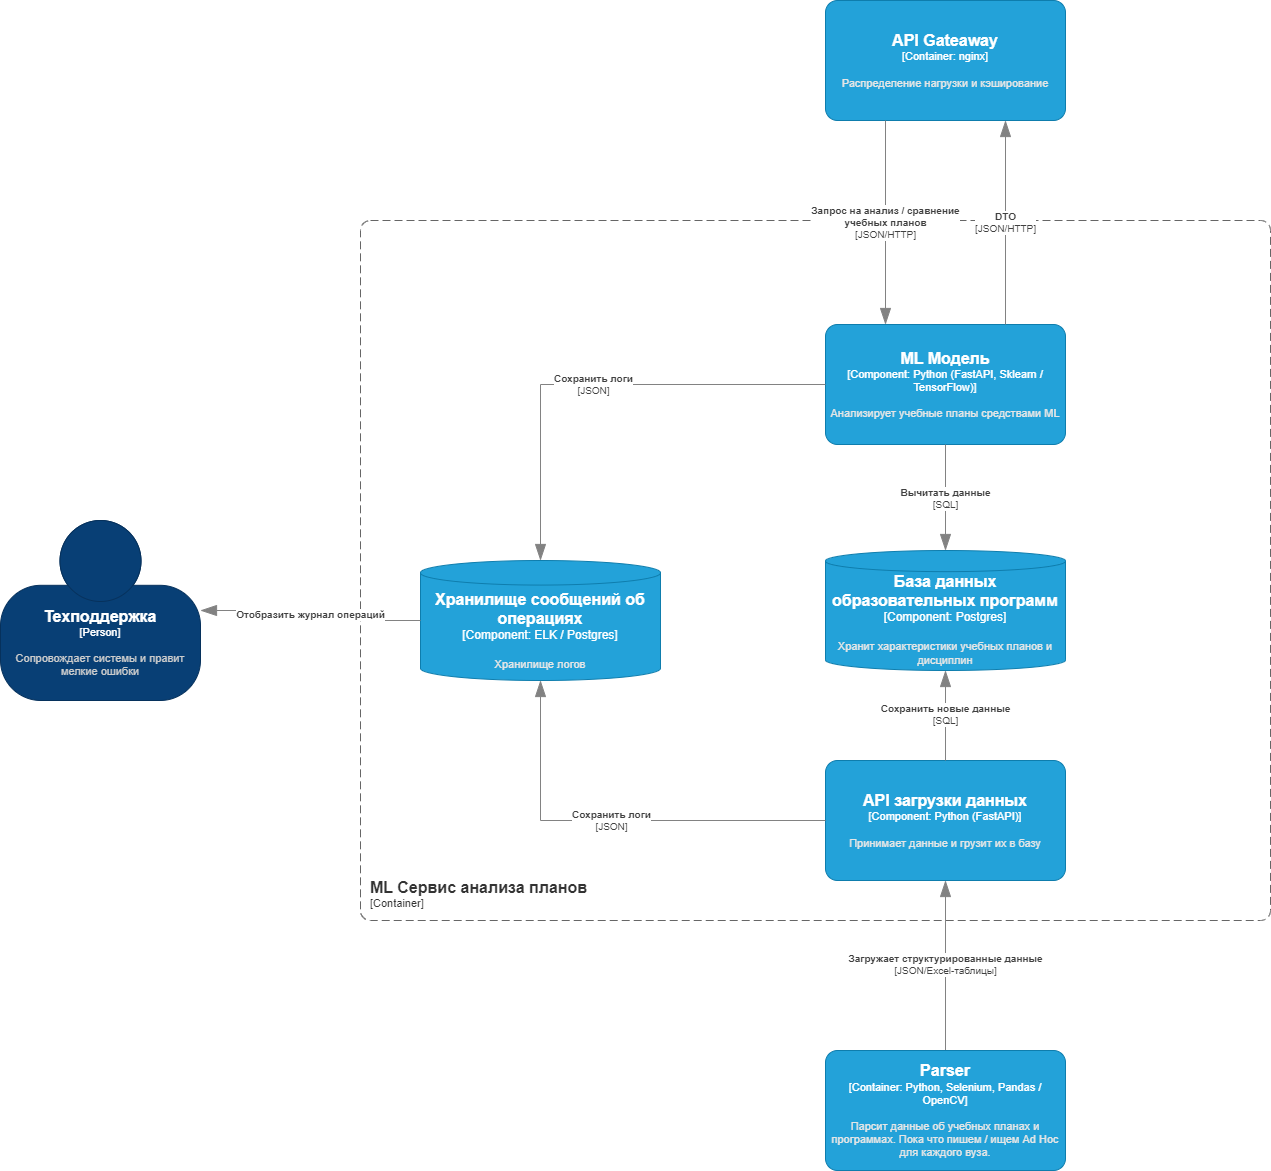 API Gateaway
[Container: nginx]
Распределение нагрузки и кэширование
Запрос на анализ / сравнение
учебных планов
[JSON/HTTP]
DTO
[JSON/HTTP]
ML Модель
[Component: Python (FastAPI, Sklearn /
TensorFlow)]
Анализирует учебные планы средствами ML
Сохранить логи
[JSON]
Вычитать данные
[SQL]
Техподдержка
[Person]
Сопровождает системы и правит
мелкие ошибки
Отобразить журнал операций
Хранилище сообщений об
операциях
[Component: ELK / Postgres]
Хранилище логов
База данных
образовательных программ
[Component: Postgres]
Хранит характеристики учебных планов и
дисциплин
Сохранить новые данные
[SQL]
API загрузки данных
[Component: Python (FastAPI)]
Принимает данные и грузит их в базу
Сохранить логи
[JSON]
ML Сервис анализа планов
[Container]
Загружает структурированные данные
[JSON/Excel-таблицы]
Parser
[Container: Python, Selenium, Pandas /
OpenCV]
Парсит данные об учебных планах и
программах. Пока что пишем / ищем Ad Hoc
для каждого вуза.